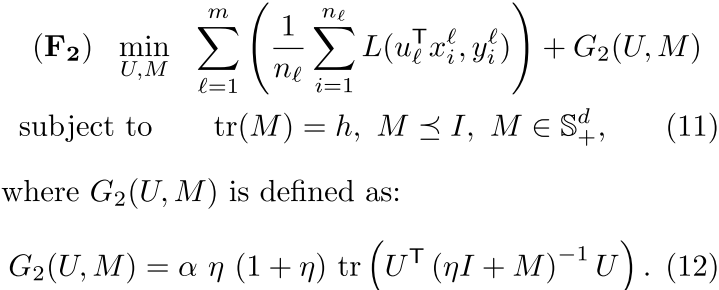 (F₂) min_{U,M} ∑_{ℓ=1}^{m} ( \frac{1}{n_ℓ} ∑_{i=1}^{n_ℓ} L(u_ℓ^⊤ x_i^ℓ, y_i^ℓ) ) + G₂(U, M)
subject to tr(M) = h, M ⪯ I, M ∈ 𝕊_+^d, (11)
where G₂(U, M) is defined as:
G₂(U, M) = α η (1 + η) tr ( U^⊤ (ηI + M)^{−1} U ) . (12)